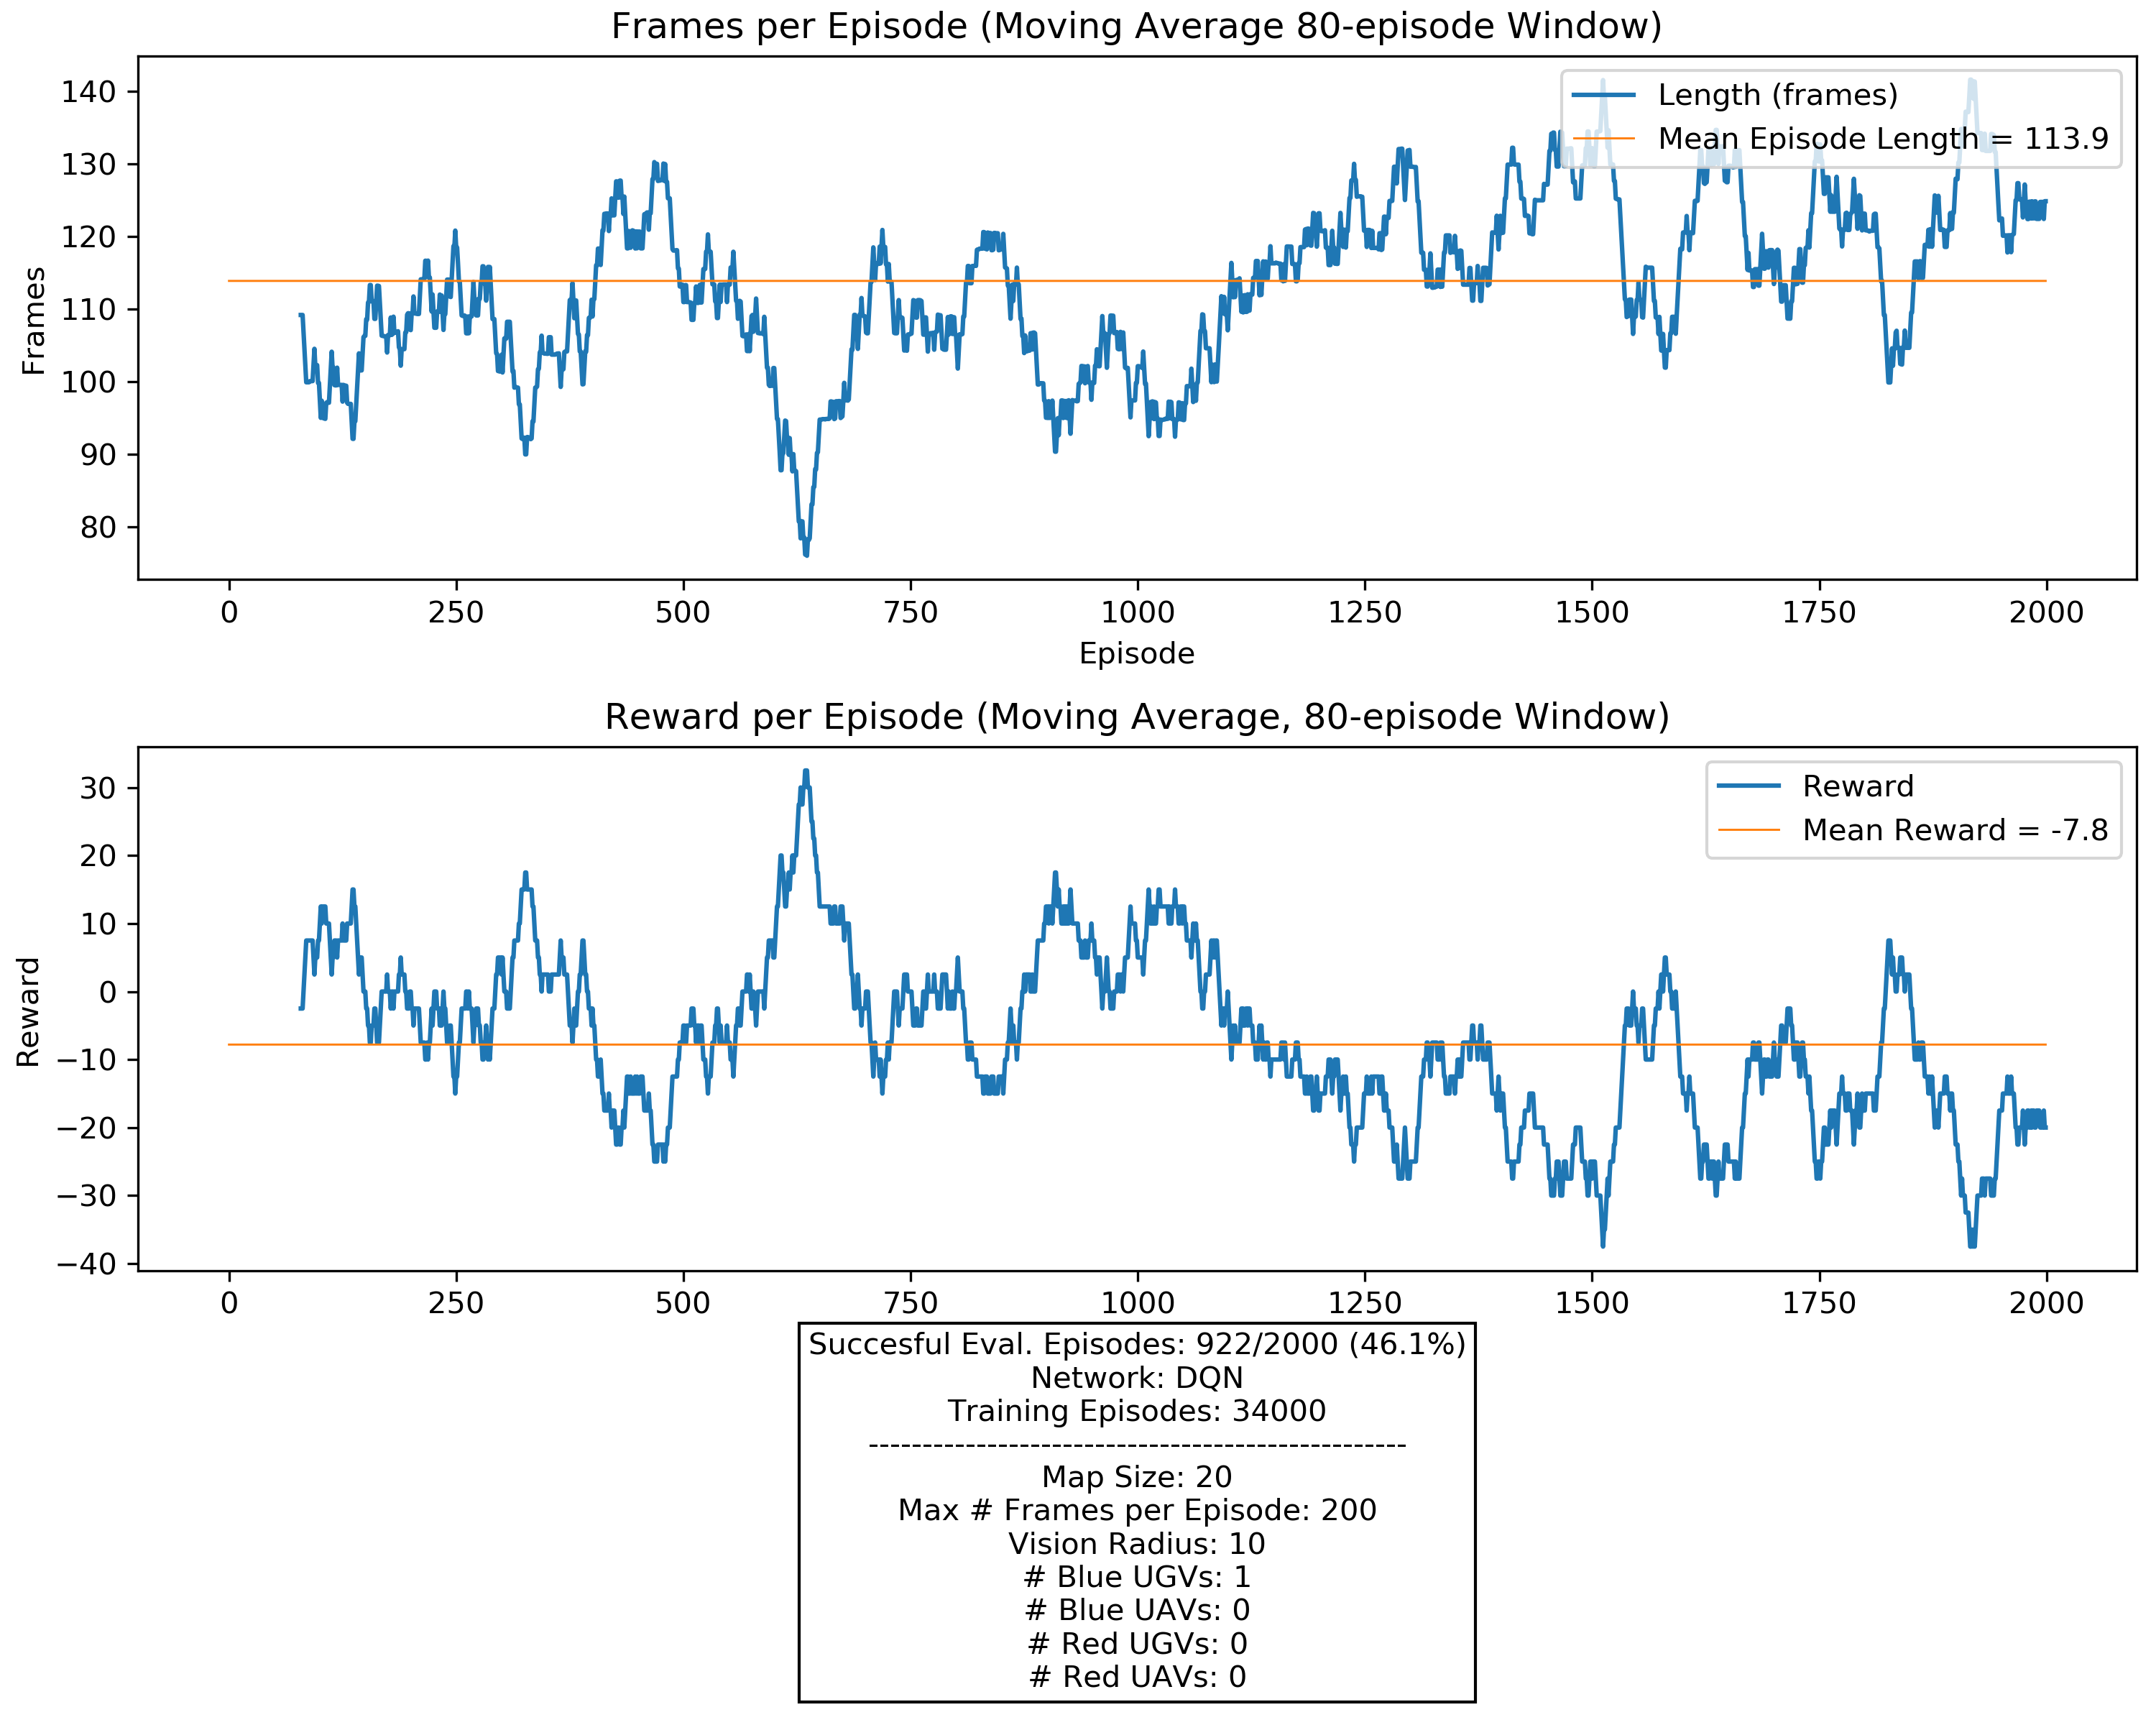 Frames per Episode (Moving Average 80-episode Window)
140
130
120
110
100
90
80
Frames
Length (frames)
Mean Episode Length = 113.9
0 250 500 750 1000 1250 1500 1750 2000
Episode
Reward per Episode (Moving Average, 80-episode Window)
30
20
10
0
−10
−20
−30
−40
Reward
Reward
Mean Reward = -7.8
0 250 500 750 1000 1250 1500 1750 2000
Succesful Eval. Episodes: 922/2000 (46.1%)
Network: DQN
Training Episodes: 34000
--------------------------------------------------
Map Size: 20
Max # Frames per Episode: 200
Vision Radius: 10
# Blue UGVs: 1
# Blue UAVs: 0
# Red UGVs: 0
# Red UAVs: 0